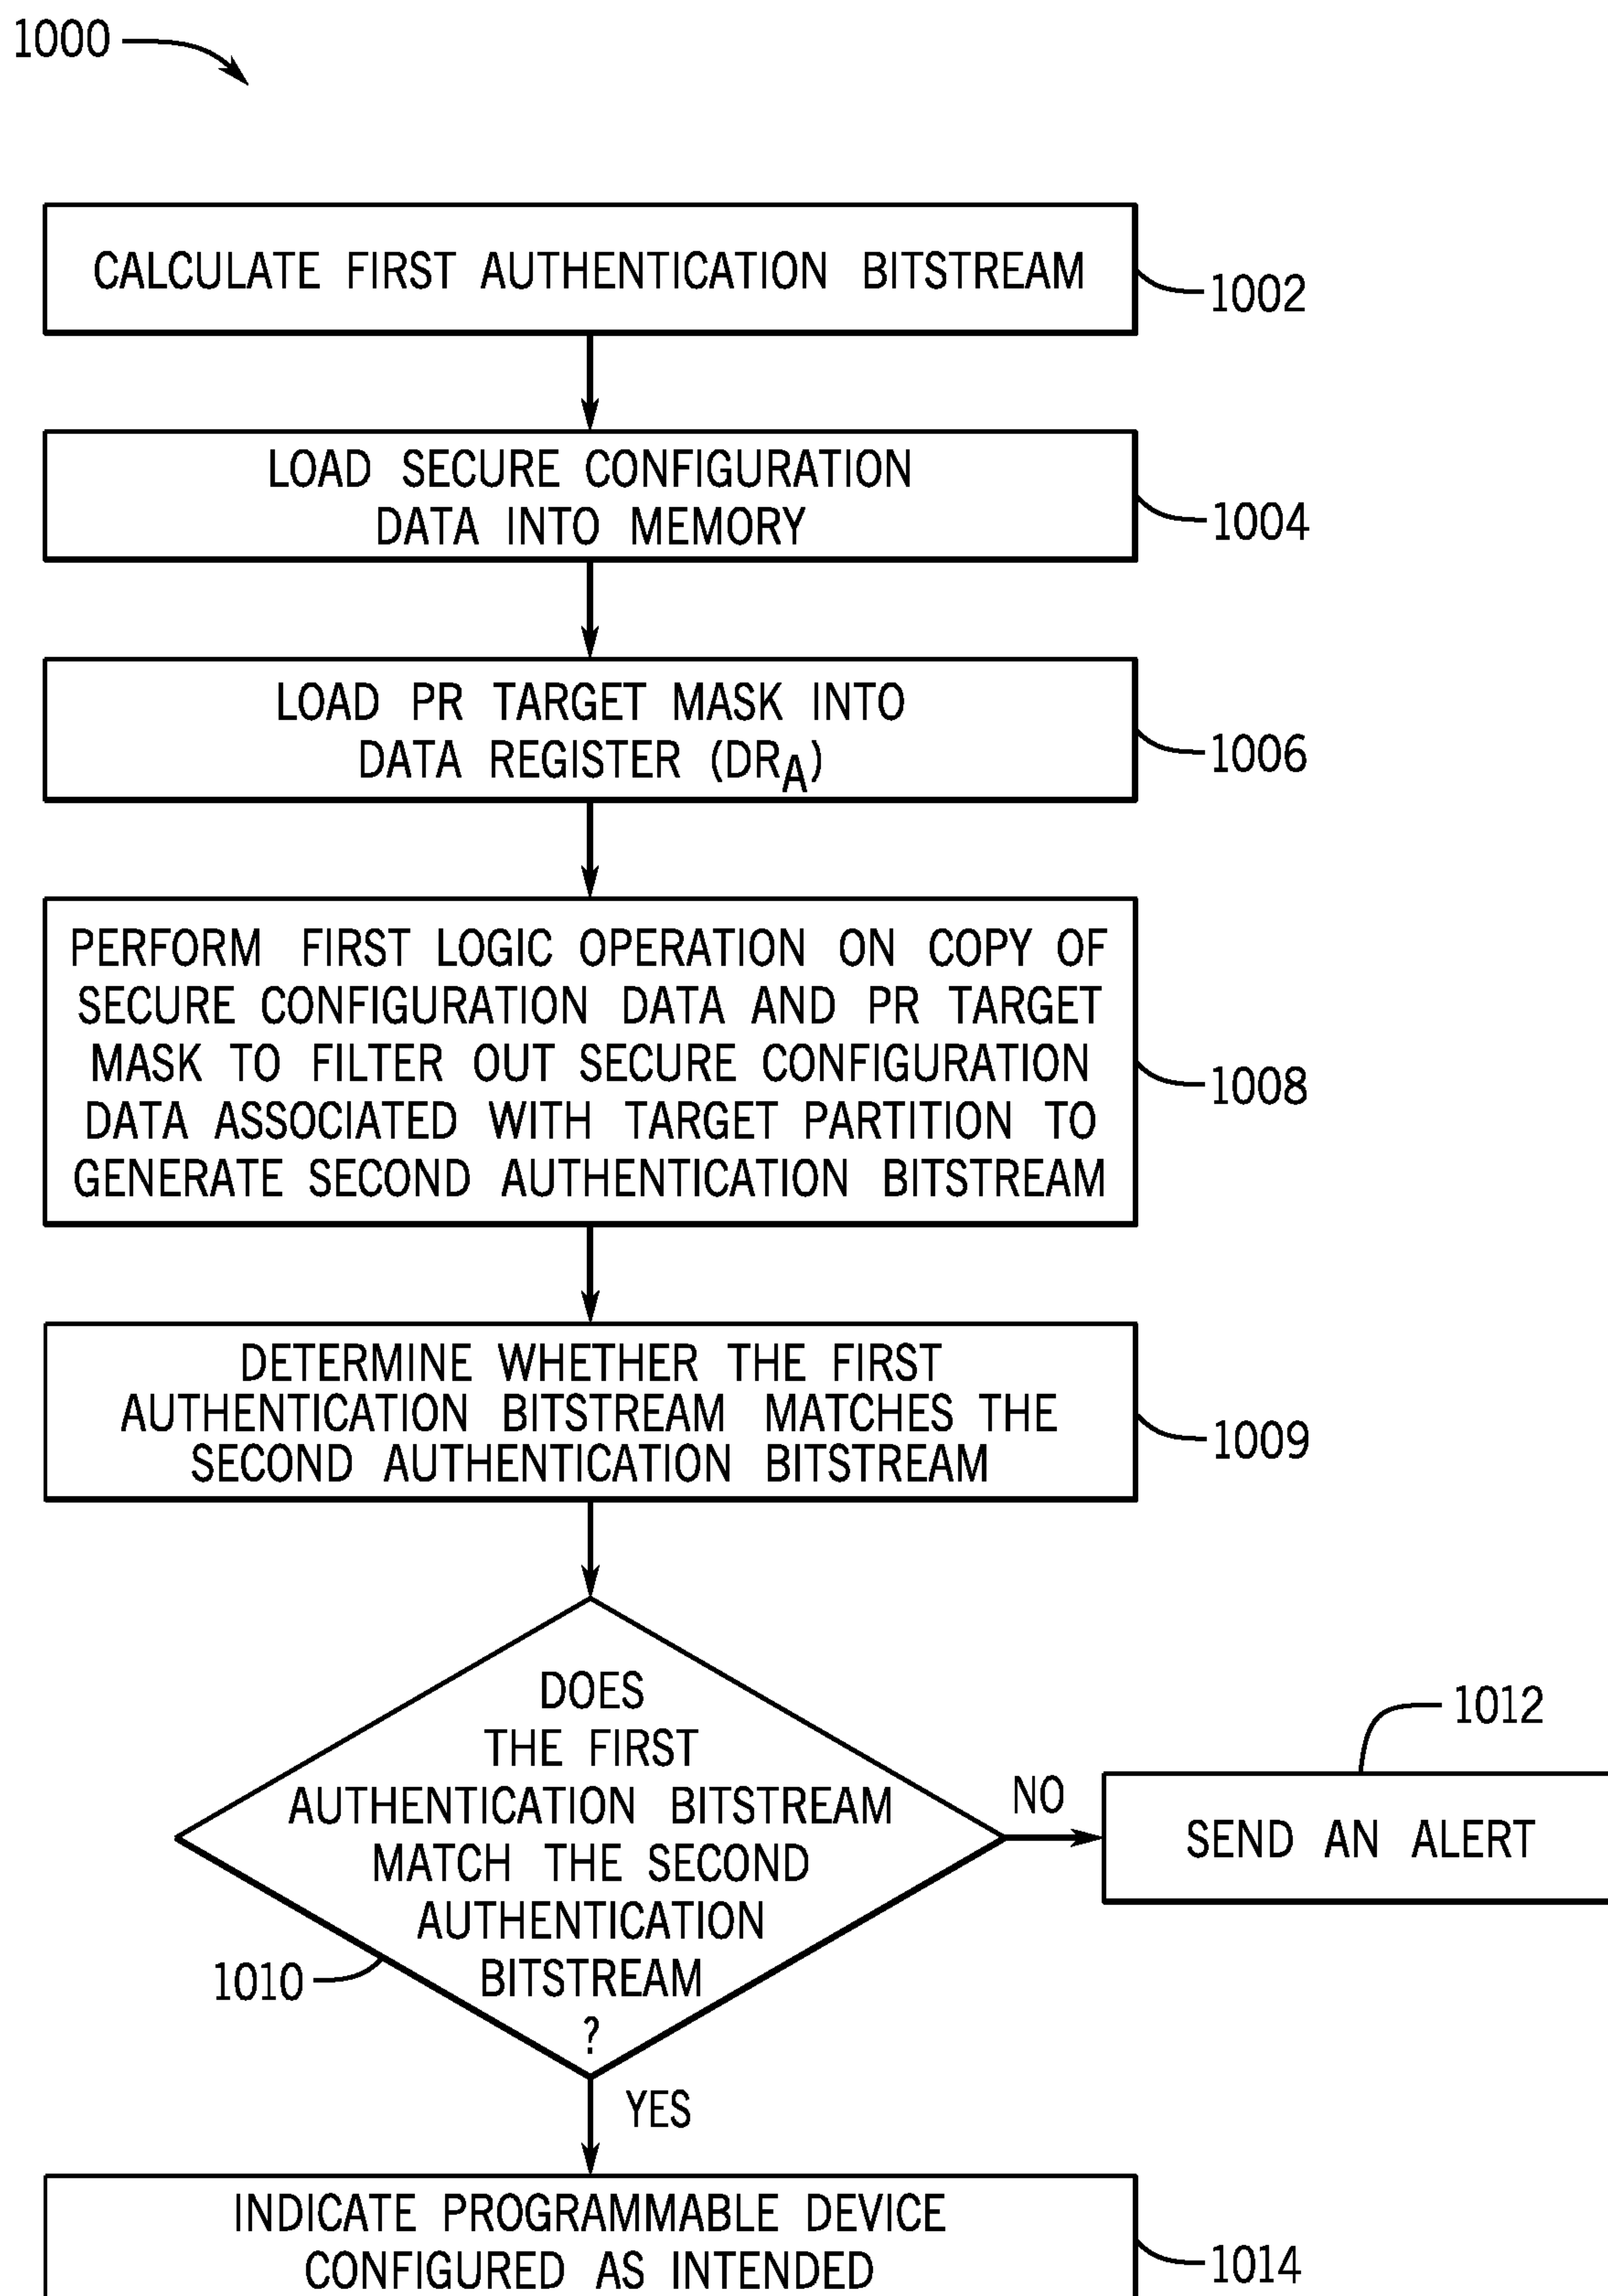 1000
CALCULATE FIRST AUTHENTICATION BITSTREAM
1002
LOAD SECURE CONFIGURATION
DATA INTO MEMORY
1004
LOAD PR TARGET MASK INTO
DATA REGISTER (DRA)
1006
PERFORM FIRST LOGIC OPERATION ON COPY OF
SECURE CONFIGURATION DATA AND PR TARGET
MASK TO FILTER OUT SECURE CONFIGURATION
DATA ASSOCIATED WITH TARGET PARTITION TO
GENERATE SECOND AUTHENTICATION BITSTREAM
1008
DETERMINE WHETHER THE FIRST
AUTHENTICATION BITSTREAM MATCHES THE
SECOND AUTHENTICATION BITSTREAM
1009
DOES
THE FIRST
AUTHENTICATION BITSTREAM
MATCH THE SECOND
AUTHENTICATION
BITSTREAM
?
1010
NO
1012
SEND AN ALERT
YES
INDICATE PROGRAMMABLE DEVICE
CONFIGURED AS INTENDED
1014